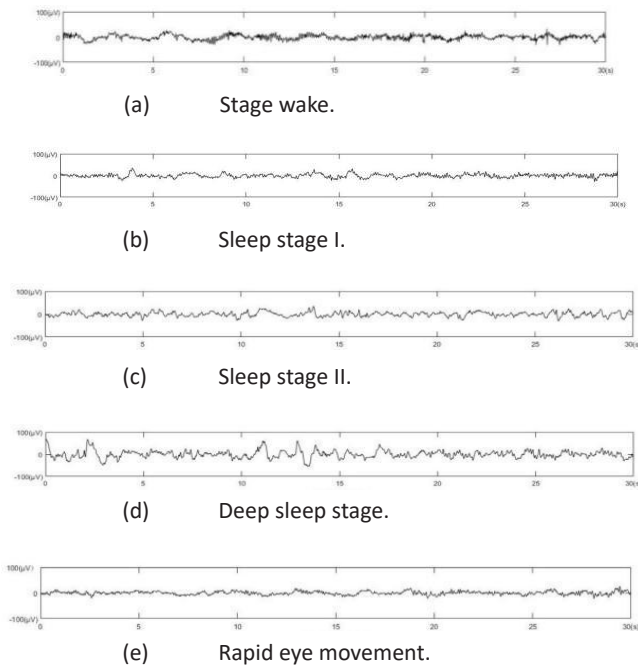 100(μV)
0
-100(μV)
0 5 10 15 20 25 30(s)
(a) Stage wake.
100(μV)
0
-100(μV)
0 5 10 15 20 25 30(s)
(b) Sleep stage I.
100(μV)
0
-100(μV)
0 5 10 15 20 25 30(s)
(c) Sleep stage II.
100(μV)
0
-100(μV)
0 5 10 15 20 25 30(s)
(d) Deep sleep stage.
100(μV)
0
-100(μV)
0 5 10 15 20 25 30(s)
(e) Rapid eye movement.